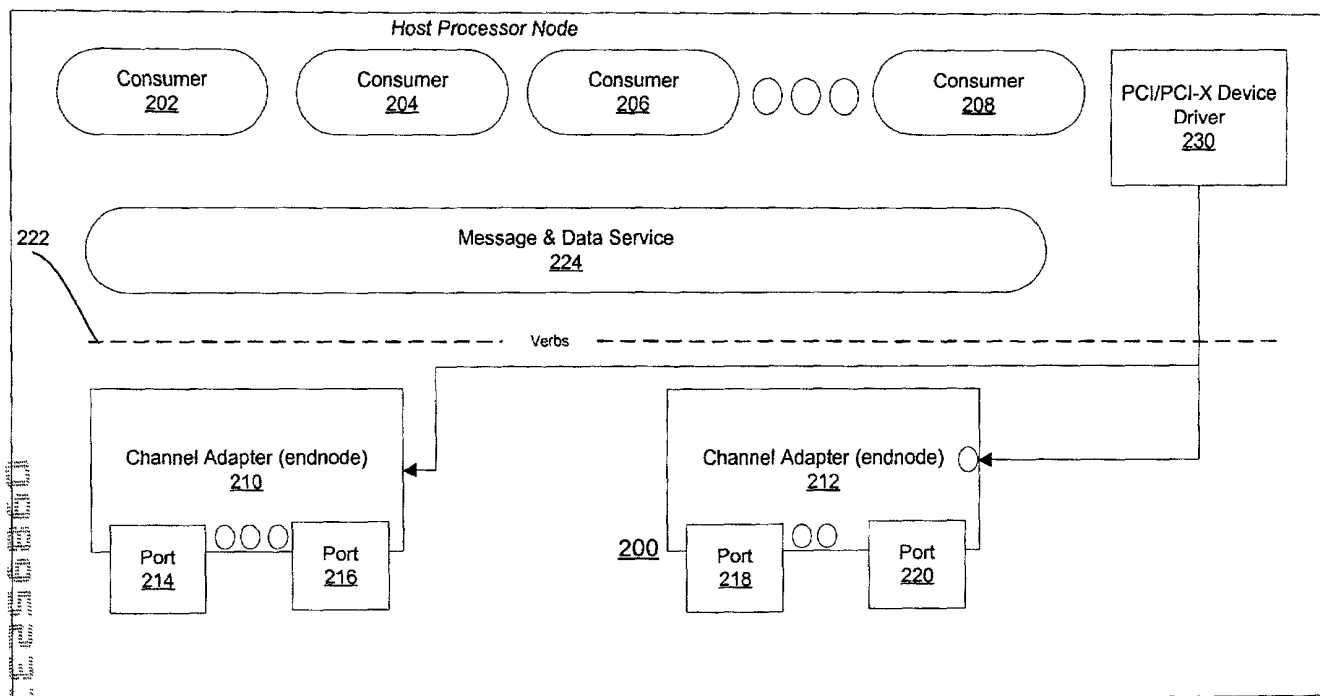 Host Processor Node
Consumer
202
Consumer
204
Consumer
206
Consumer
208
PCI/PCI-X Device
Driver
230
222
Message & Data Service
224
Verbs
Channel Adapter (endnode)
210
Channel Adapter (endnode)
212
Port
214
Port
216
200
Port
218
Port
220